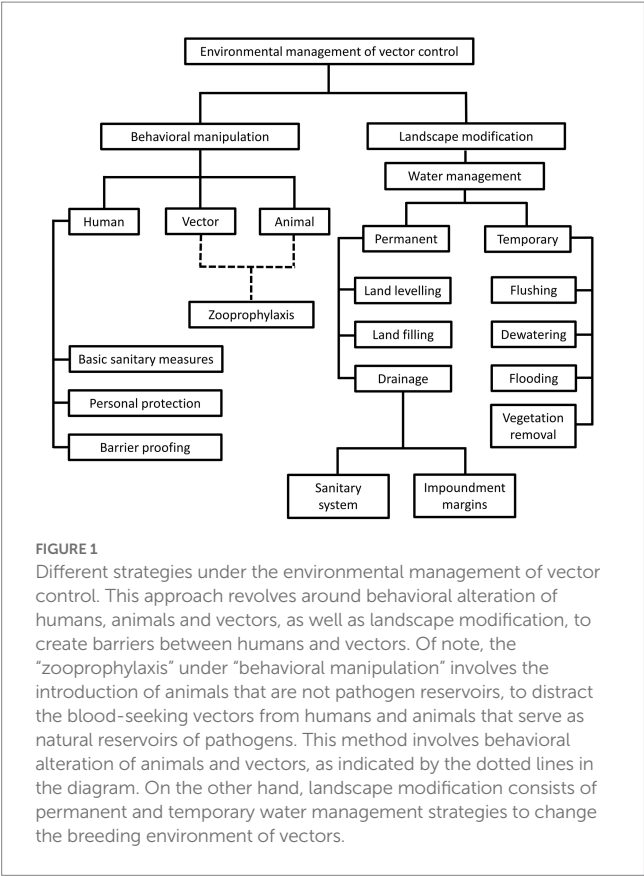 Environmental management of vector control
Behavioral manipulation
Landscape modification
Water management
Human
Vector
Animal
Permanent
Temporary
Zooprophylaxis
Land levelling
Flushing
Land filling
Dewatering
Basic sanitary measures
Drainage
Flooding
Personal protection
Vegetation
removal
Barrier proofing
Sanitary
system
Impoundment
margins
FIGURE 1
Different strategies under the environmental management of vector
control. This approach revolves around behavioral alteration of
humans, animals and vectors, as well as landscape modification, to
create barriers between humans and vectors. Of note, the
“zooprophylaxis” under “behavioral manipulation” involves the
introduction of animals that are not pathogen reservoirs, to distract
the blood-seeking vectors from humans and animals that serve as
natural reservoirs of pathogens. This method involves behavioral
alteration of animals and vectors, as indicated by the dotted lines in
the diagram. On the other hand, landscape modification consists of
permanent and temporary water management strategies to change
the breeding environment of vectors.